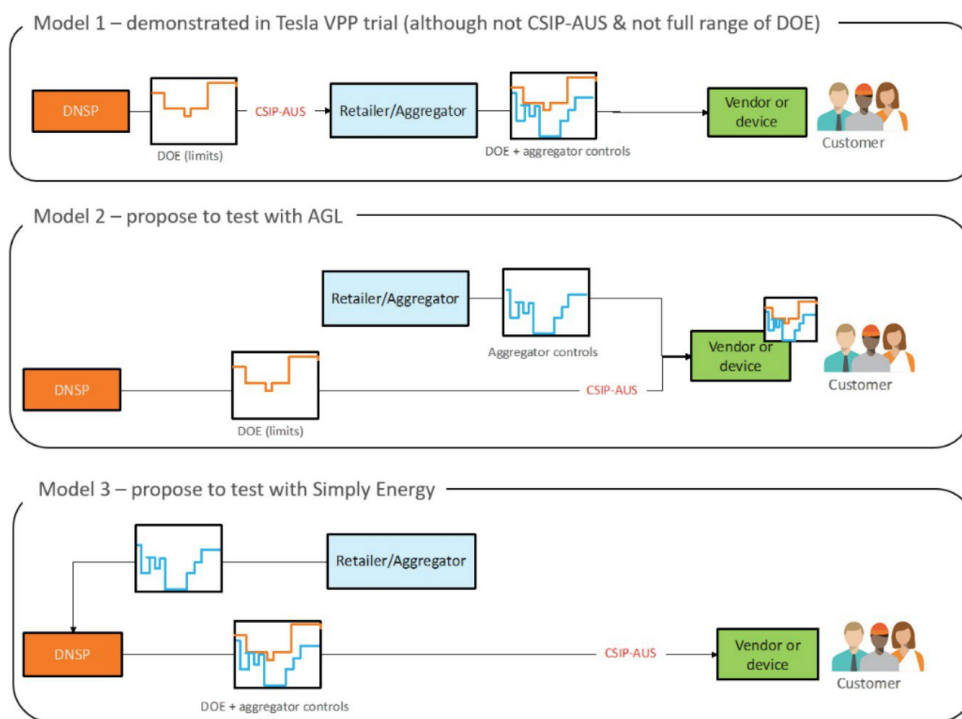 Model 1 – demonstrated in Tesla VPP trial (although not CSIP-AUS & not full range of DOE)
DNSP
CSIP-AUS
Retailer/Aggregator
Vendor or
device
DOE (limits)
DOE + aggregator controls
Customer
Model 2 – propose to test with AGL
Retailer/Aggregator
Aggregator controls
Vendor or
device
DNSP
CSIP-AUS
Customer
DOE (limits)
Model 3 – propose to test with Simply Energy
Retailer/Aggregator
DNSP
CSIP-AUS
Vendor or
device
Customer
DOE + aggregator controls